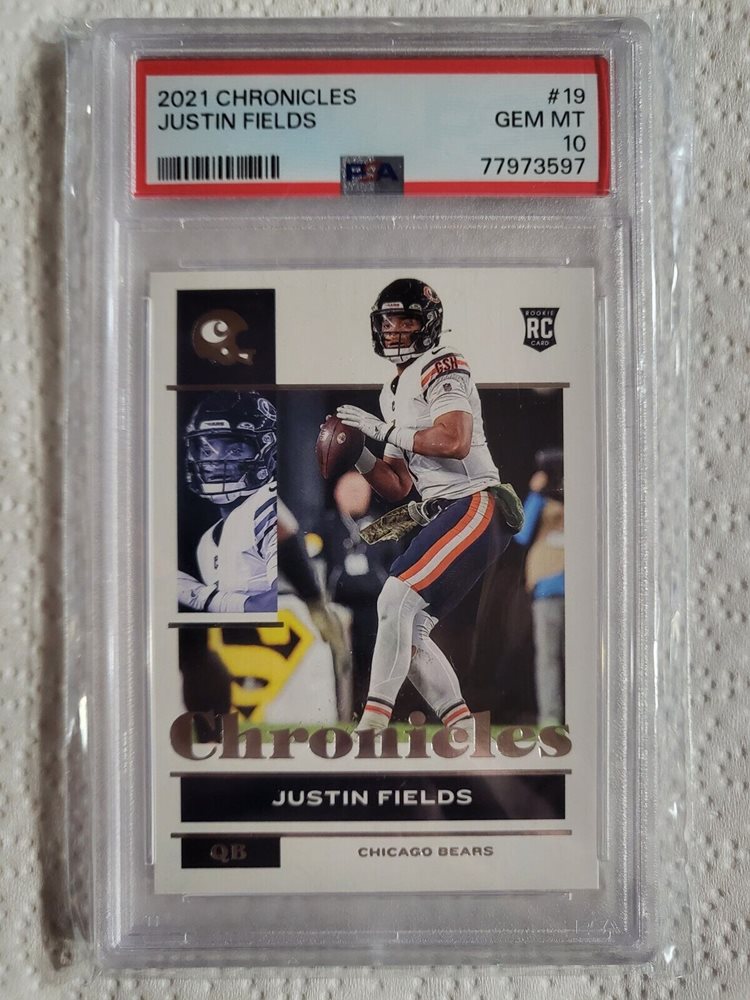 2021 CHRONICLES #19
JUSTIN FIELDS GEM MT
10
77973597
PSA
C
ROOKIE
RC
CARD
GSH
Chronicles
JUSTIN FIELDS
QB
CHICAGO BEARS